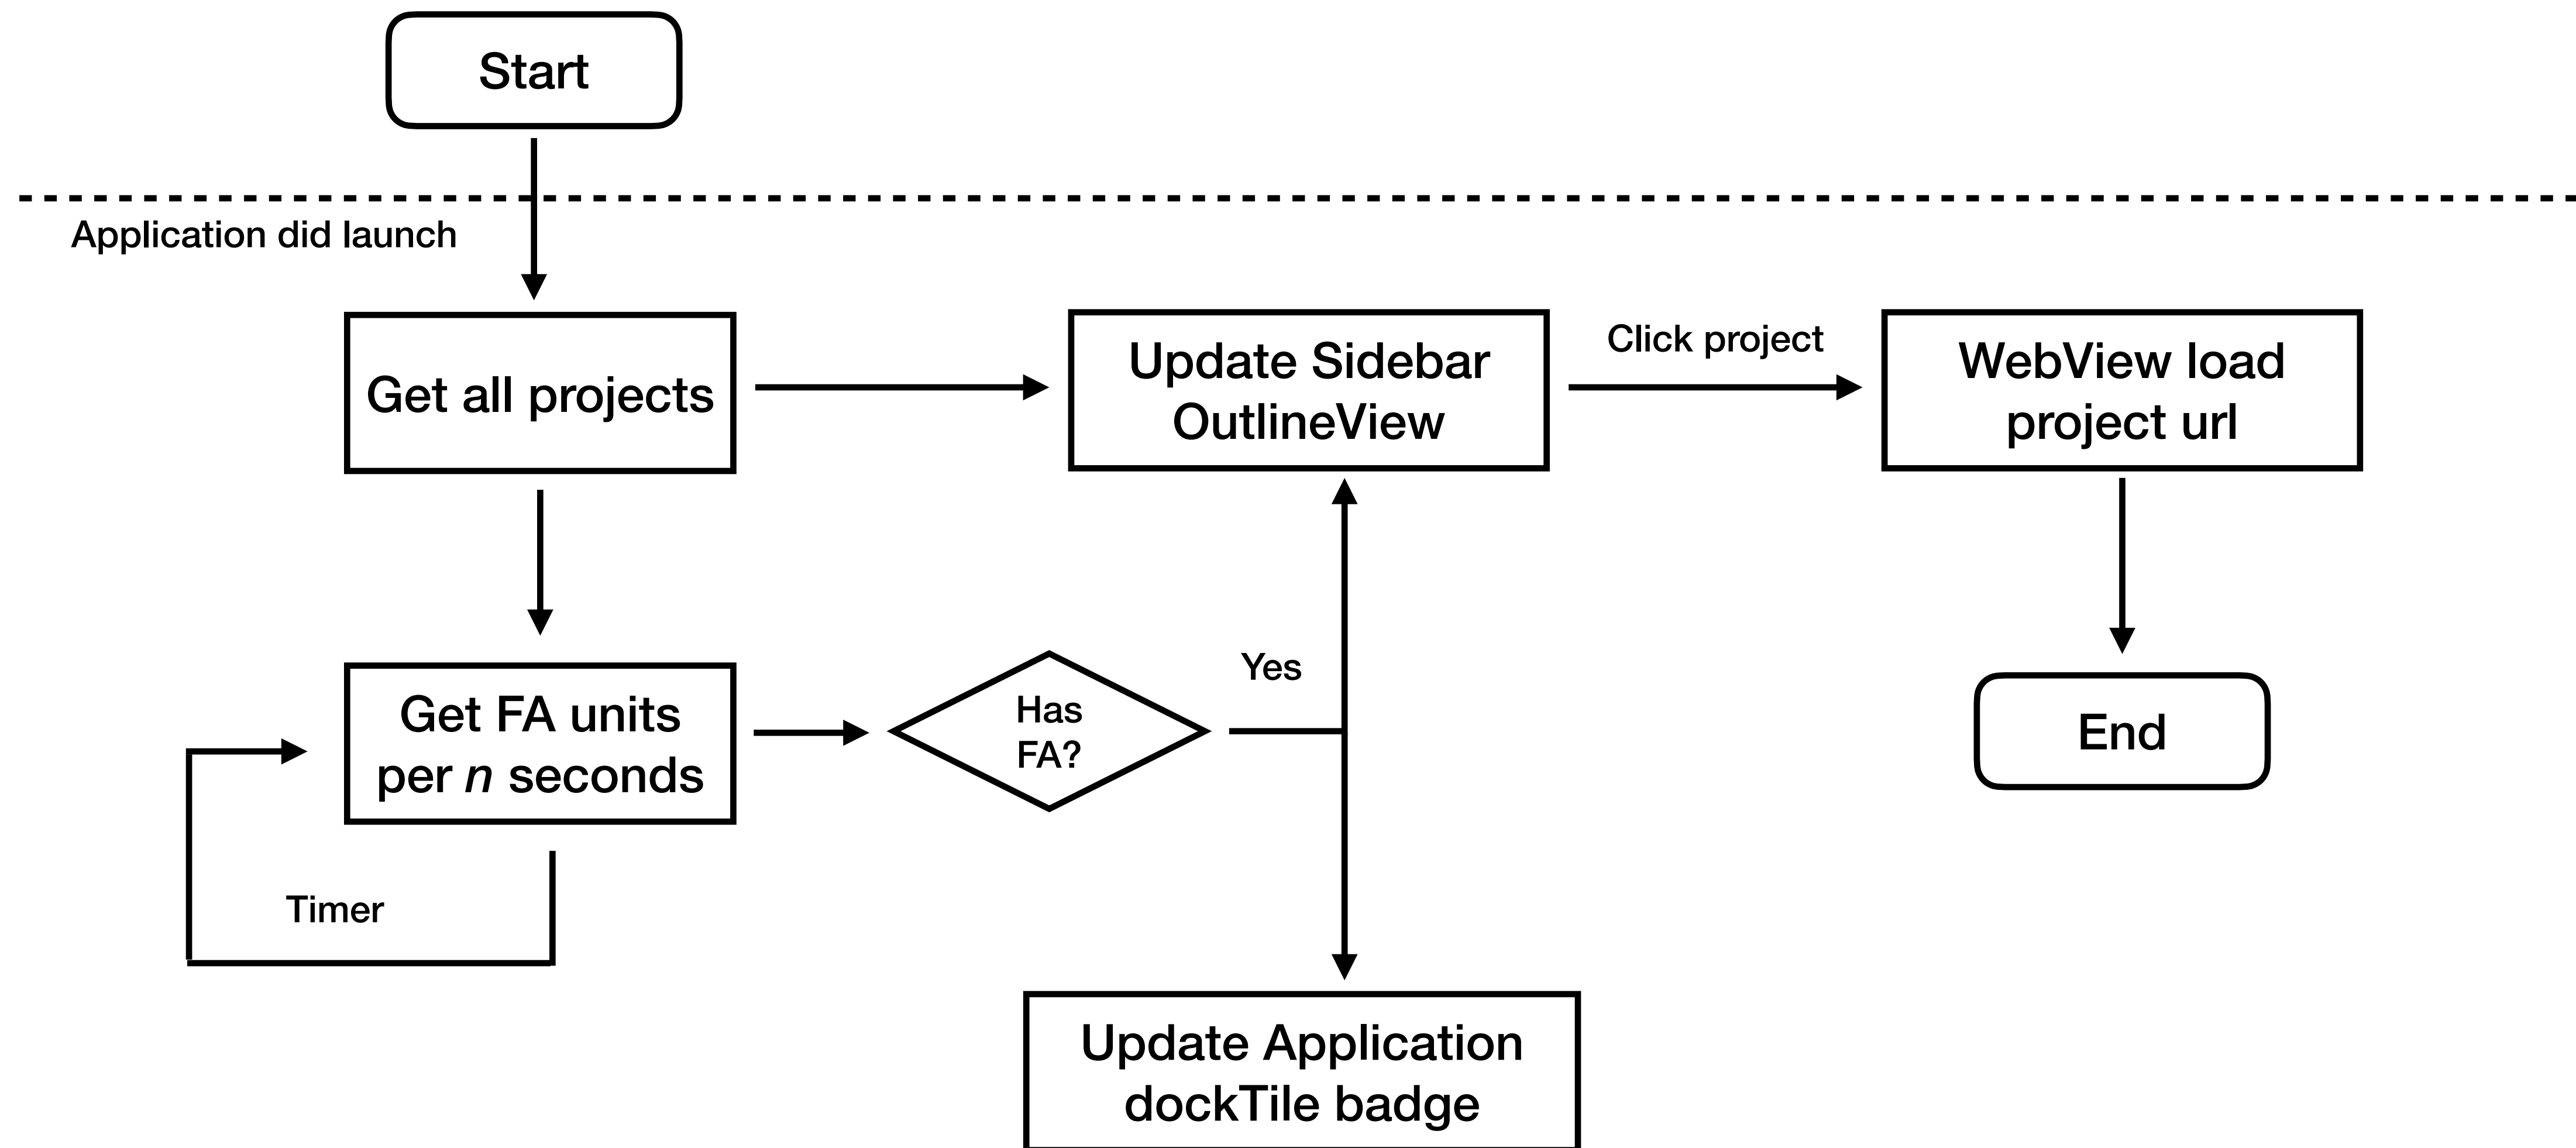 Start
Application did launch
Get all projects
Update Sidebar
OutlineView
Click project
WebView load
project url
Get FA units
per n seconds
Has
FA?
Yes
End
Timer
Update Application
dockTile badge